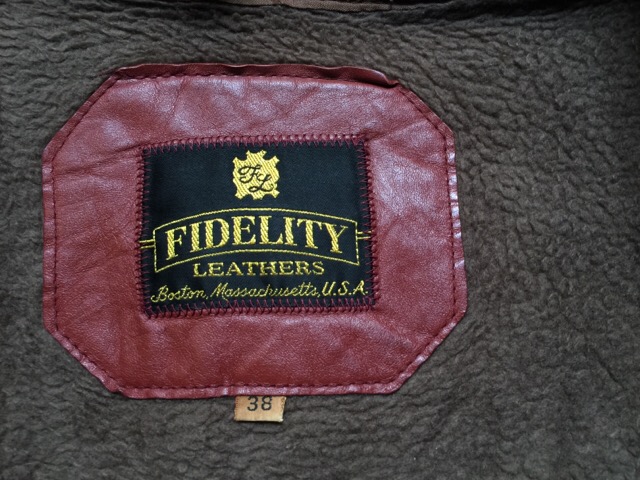 FL
FIDELITY
LEATHERS
Boston, Massachusetts, U.S.A.
38